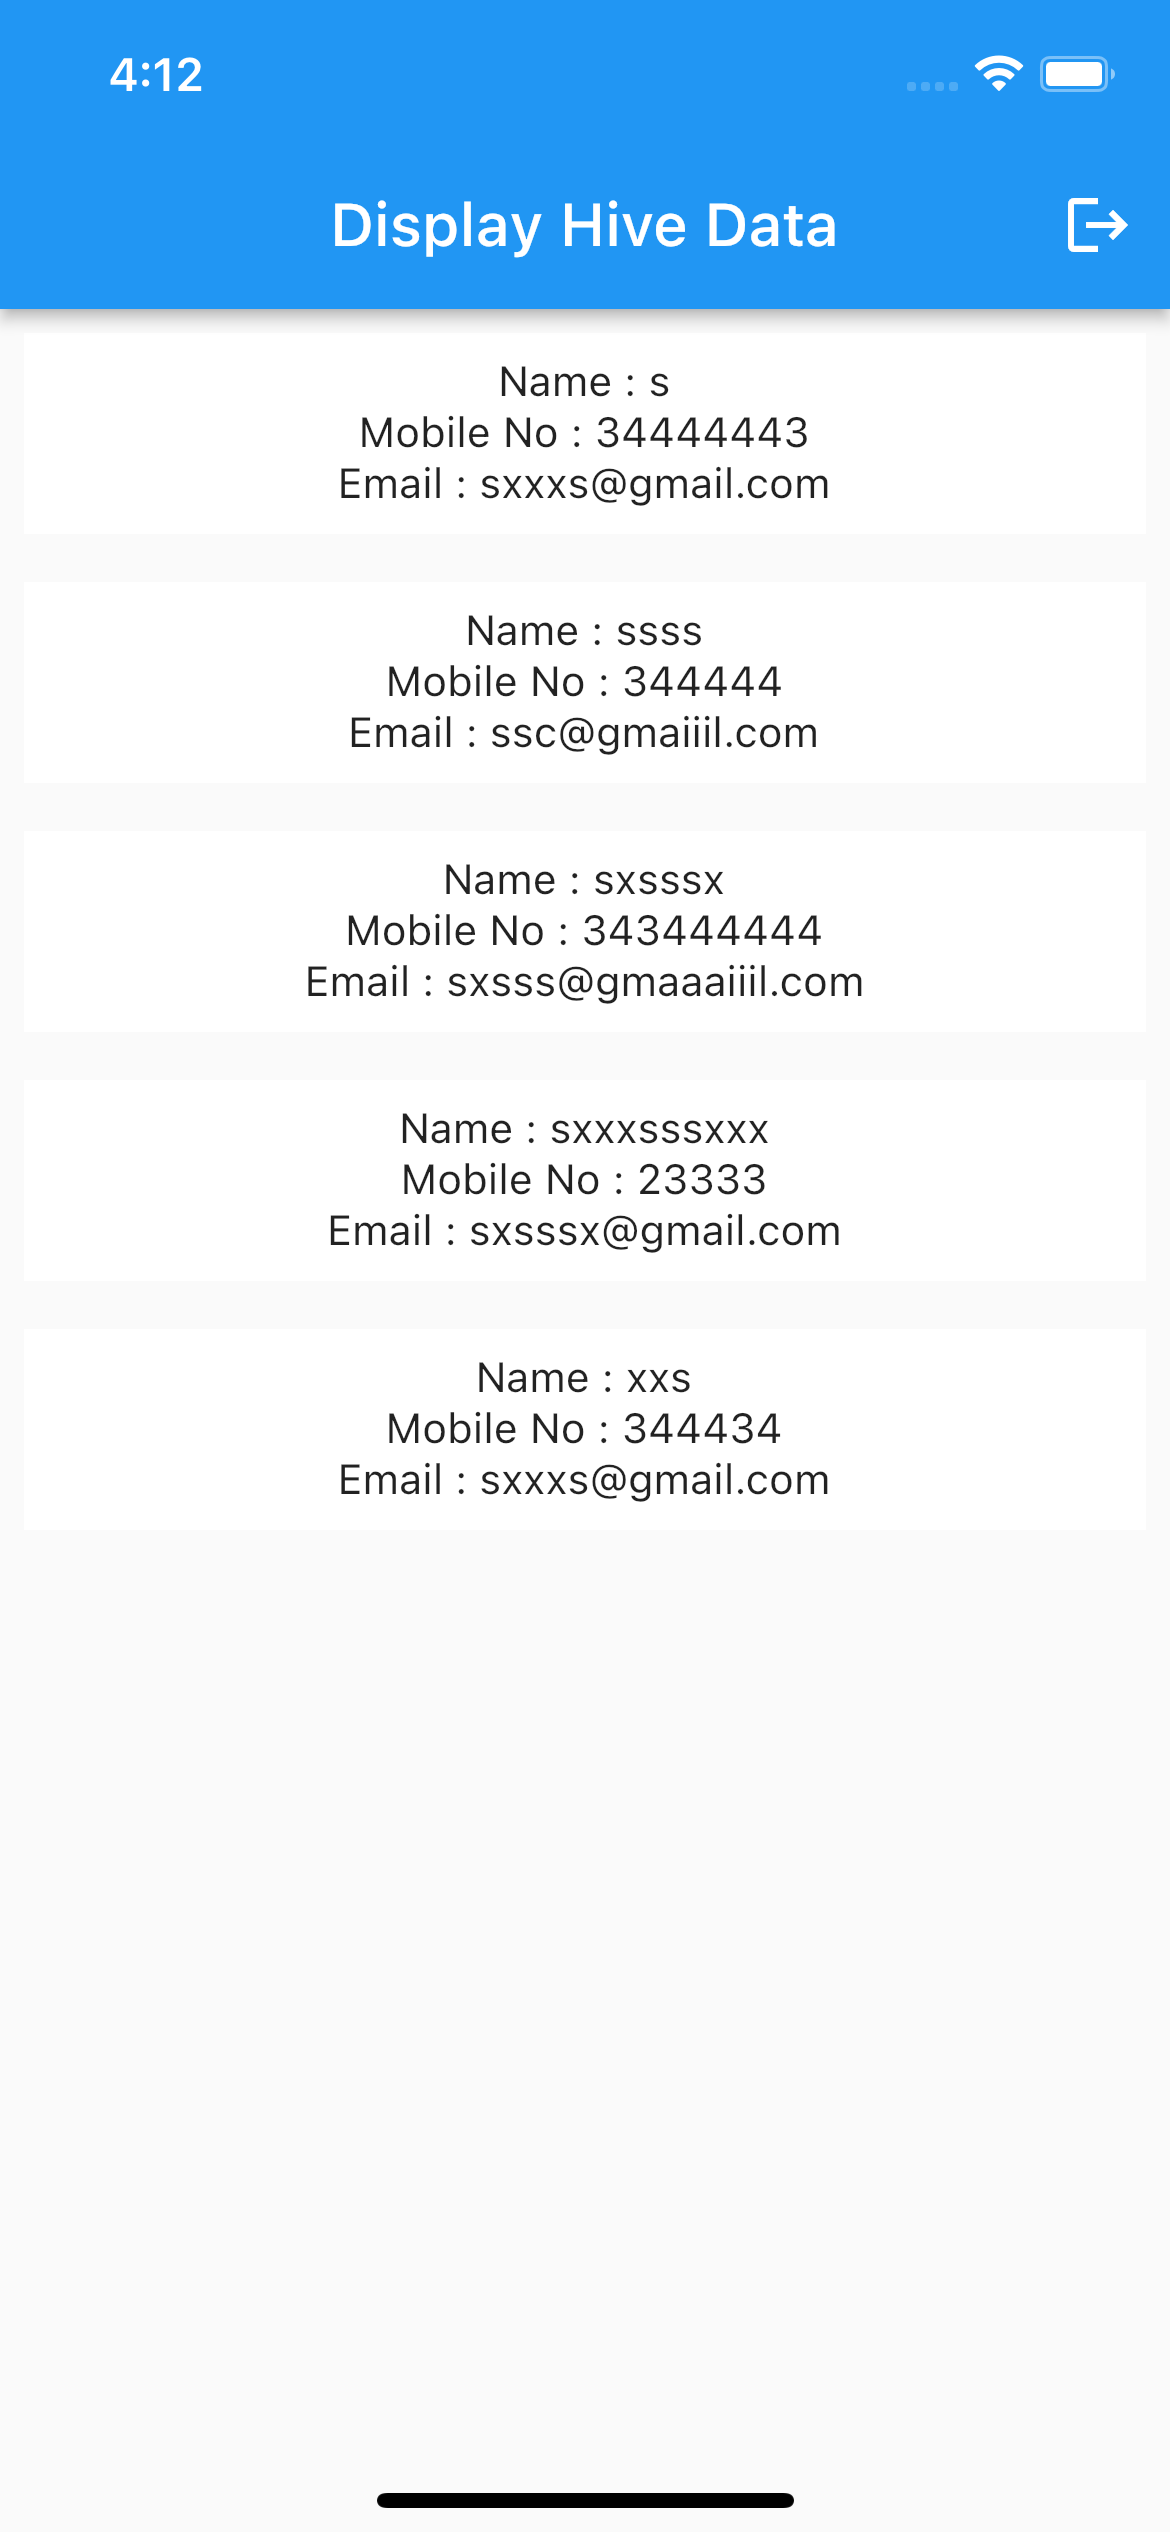 4:12
Display Hive Data
Name : s
Mobile No : 34444443
Email : sxxxs@gmail.com
Name : ssss
Mobile No : 344444
Email : ssc@gmaiiil.com
Name : sxsssx
Mobile No : 343444444
Email : sxsss@gmaaaiiil.com
Name : sxxxsssxxx
Mobile No : 23333
Email : sxsssx@gmail.com
Name : xxs
Mobile No : 344434
Email : sxxxs@gmail.com